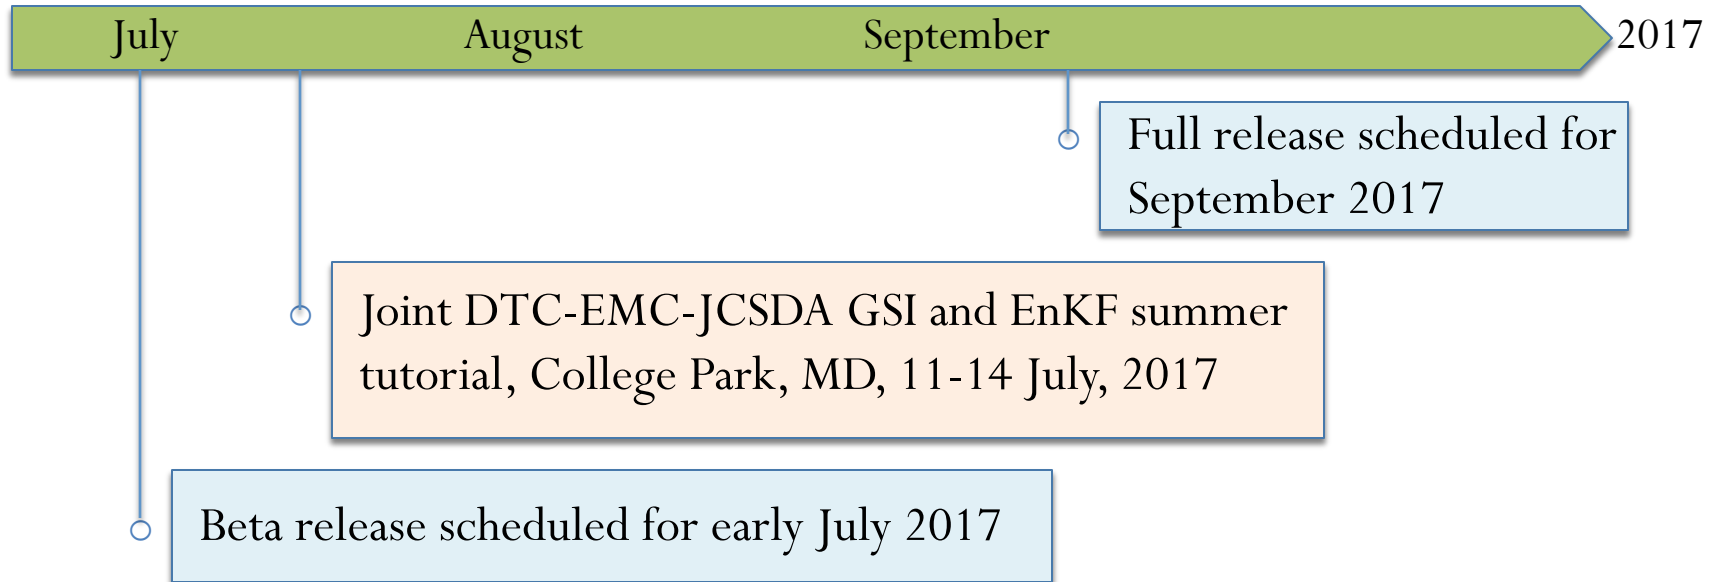 July August September 2017
Full release scheduled for
September 2017
Joint DTC-EMC-JCSDA GSI and EnKF summer
tutorial, College Park, MD, 11-14 July, 2017
Beta release scheduled for early July 2017